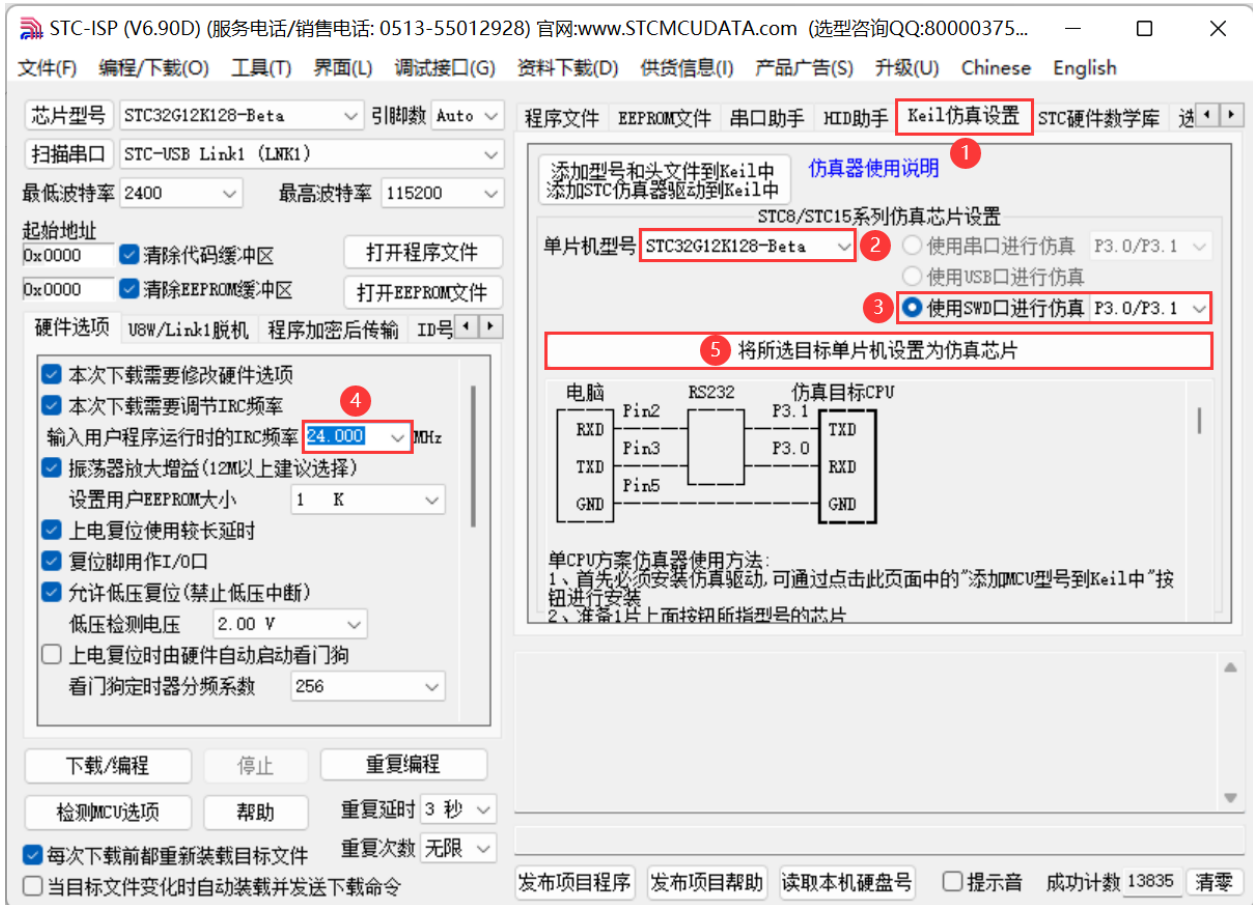 STC-ISP (V6.90D) (服务电话/销售电话: 0513-55012928) 官网:www.STCMCUDATA.com (选型咨询QQ:80000375...
文件(F) 编程/下载(O) 工具(T) 界面(L) 调试接口(G) 资料下载(D) 供货信息(I) 产品广告(S) 升级(U) Chinese English
芯片型号 STC32G12K128-Beta 引脚数 Auto
扫描串口 STC-USB Link1 (LNK1)
最低波特率 2400 最高波特率 115200
起始地址
0x0000 清除代码缓冲区 打开程序文件
0x0000 清除EEPROM缓冲区 打开EEPROM文件
硬件选项 U8W/Link1脱机 程序加密后传输 ID号
本次下载需要修改硬件选项
本次下载需要调节IRC频率
4
输入用户程序运行时的IRC频率 24.000 MHz
振荡器放大增益(12M以上建议选择)
设置用户EEPROM大小 1 K
上电复位使用较长延时
复位脚用作I/O口
允许低压复位(禁止低压中断)
低压检测电压 2.00 V
上电复位时由硬件自动启动看门狗
看门狗定时器分频系数 256
下载/编程 停止 重复编程
检测MCU选项 帮助 重复延时 3 秒
每次下载前都重新装载目标文件 重复次数 无限
当目标文件变化时自动装载并发送下载命令
程序文件 EEPROM文件 串口助手 HID助手 Keil仿真设置 STC硬件数学库 选
1
添加型号和头文件到Keil中
添加STC仿真器驱动到Keil中
仿真器使用说明
STC8/STC15系列仿真芯片设置
单片机型号 STC32G12K128-Beta 2 使用串口进行仿真 P3.0/P3.1
使用USB口进行仿真
3 使用SWD口进行仿真 P3.0/P3.1
5 将所选目标单片机设置为仿真芯片
电脑 RS232 仿真目标CPU
Pin2 P3.1
RXD TXD
Pin3 P3.0
TXD RXD
Pin5
GND GND
单CPU方案仿真器使用方法:
1、首先必须安装仿真驱动,可通过点击此页面中的"添加MCU型号到Keil中"按
钮进行安装
2、准备1片上面按钮所指型号的芯片
发布项目程序 发布项目帮助 读取本机硬盘号 提示音 成功计数 13835 清零